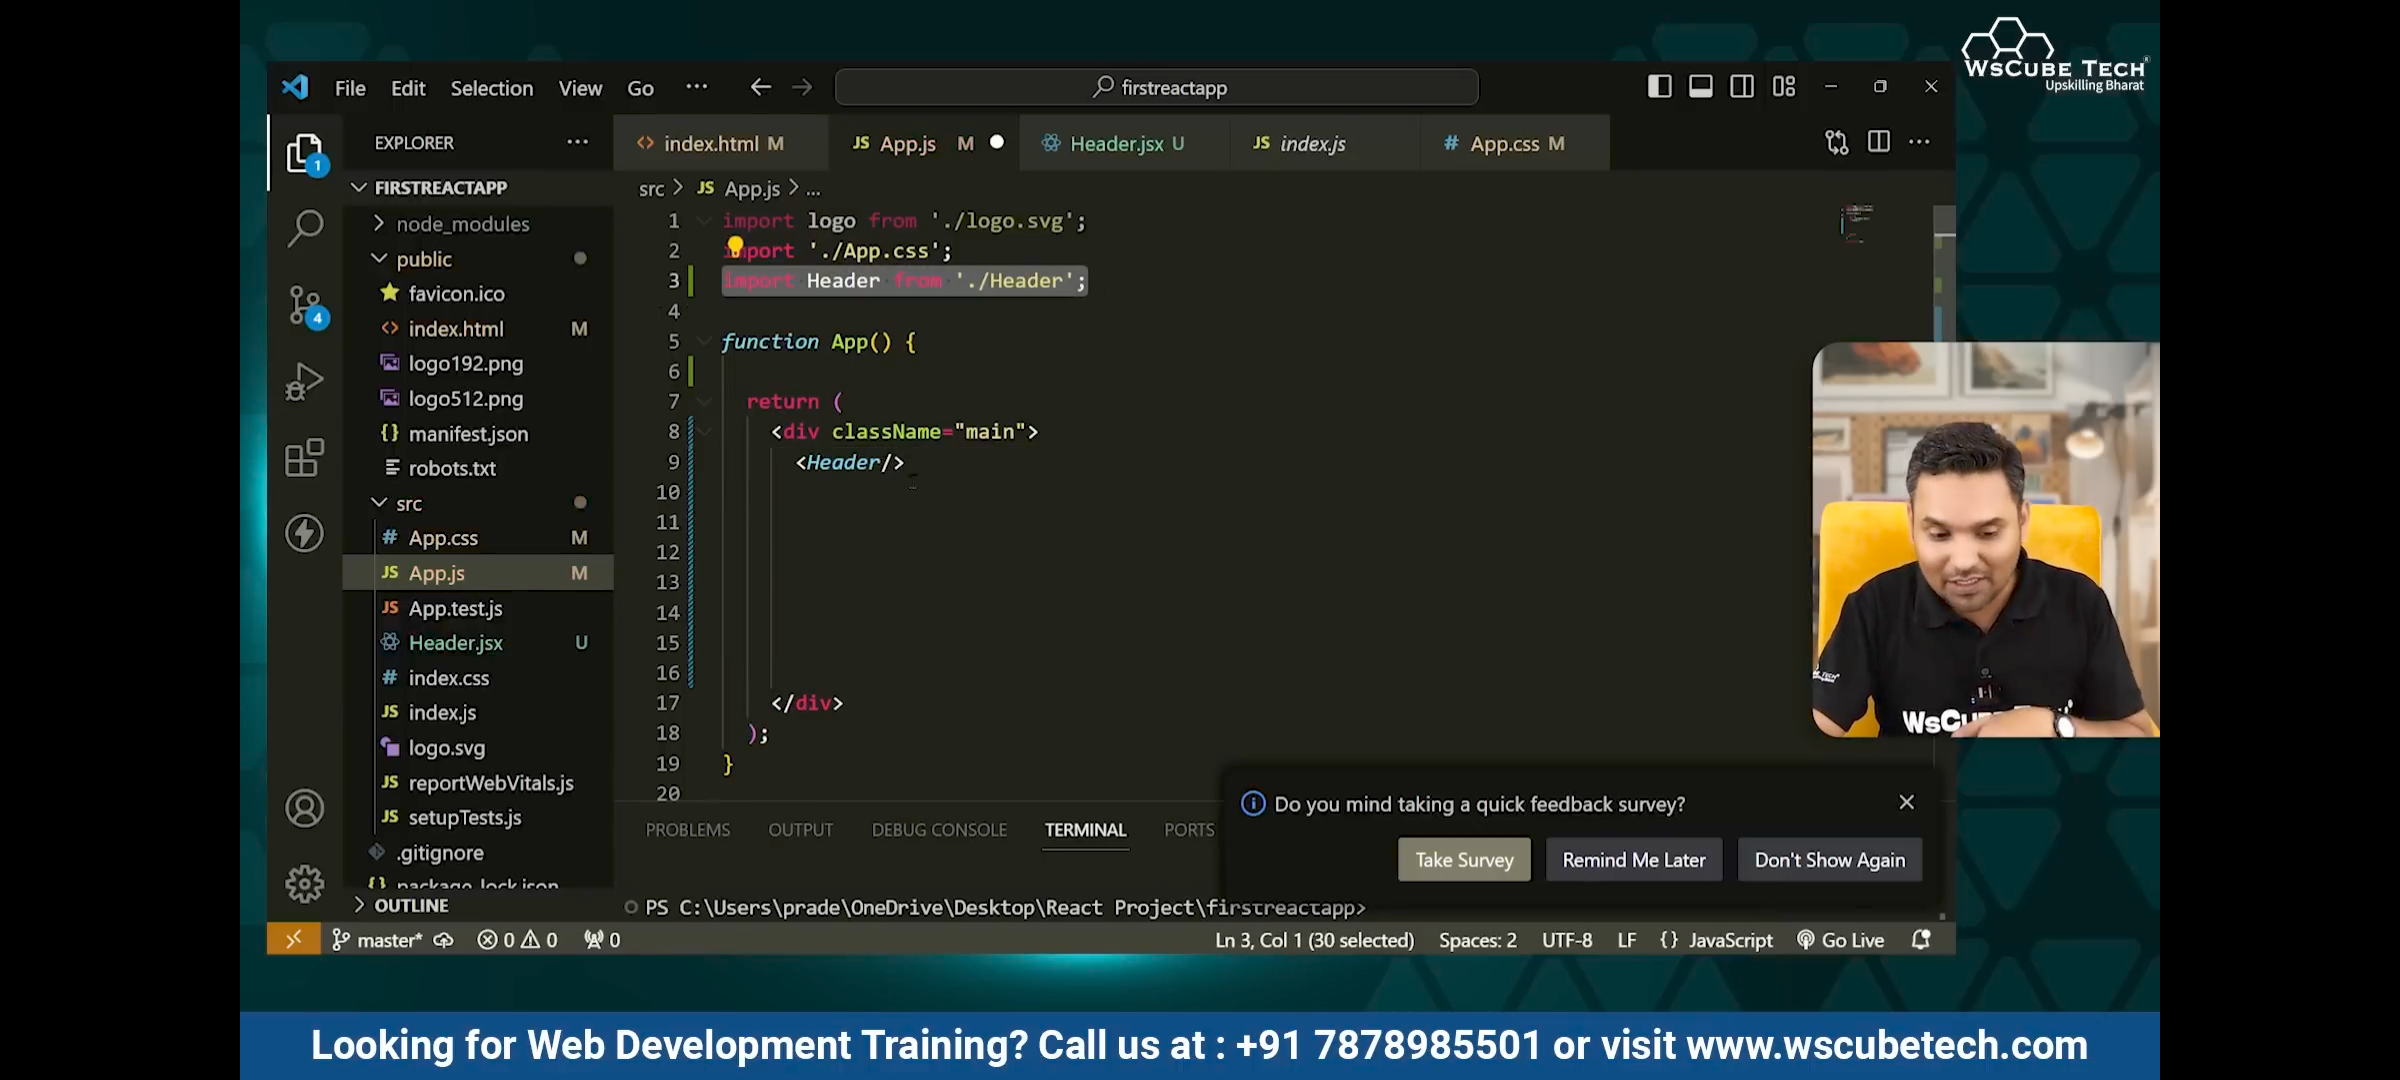 WsCUBE TECH
Upskilling Bharat
File Edit Selection View Go ... firstreactapp
EXPLORER ...
index.html M
App.js M
Header.jsx U
index.js
App.css M
FIRSTREACTAPP
src > JS App.js > ...
node_modules
public
favicon.ico
index.html M
logo192.png
logo512.png
manifest.json
robots.txt
src
App.css M
App.js M
App.test.js
Header.jsx U
index.css
index.js
logo.svg
reportWebVitals.js
setupTests.js
.gitignore
package-lock.json
OUTLINE
1 import logo from './logo.svg';
2 import './App.css';
3 import Header from './Header';
4
5 function App() {
6
7 return (
8 <div className="main">
9 <Header/>
10
11
12
13
14
15
16
17 </div>
18 );
19 }
20
PROBLEMS OUTPUT DEBUG CONSOLE TERMINAL PORTS
Do you mind taking a quick feedback survey?
Take Survey Remind Me Later Don't Show Again
PS C:\Users\prade\OneDrive\Desktop\React Project\firstreactapp>
master* 0 0 0 Ln 3, Col 1 (30 selected) Spaces: 2 UTF-8 LF {} JavaScript Go Live
Looking for Web Development Training? Call us at : +91 7878985501 or visit www.wscubetech.com